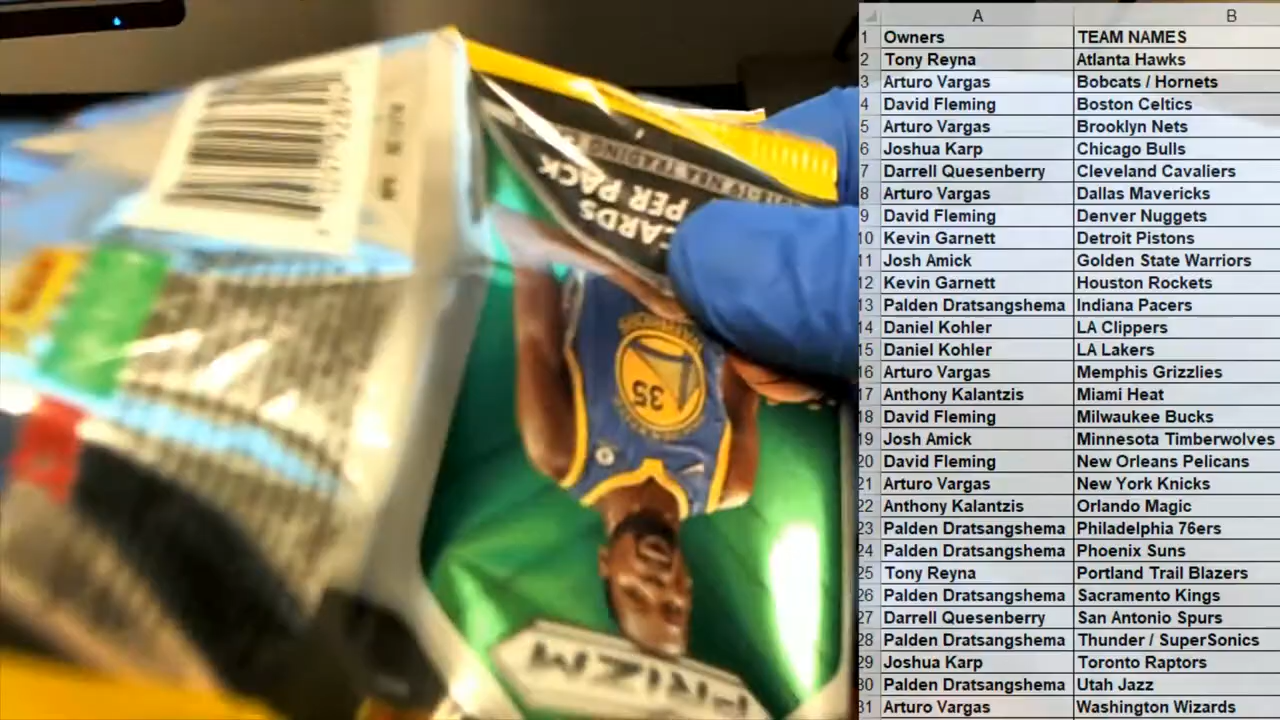 CARDS
PER PACK
NBA TRADING
35
PRIZM
A B
1 Owners TEAM NAMES
2 Tony Reyna Atlanta Hawks
3 Arturo Vargas Bobcats / Hornets
4 David Fleming Boston Celtics
5 Arturo Vargas Brooklyn Nets
6 Joshua Karp Chicago Bulls
7 Darrell Quesenberry Cleveland Cavaliers
8 Arturo Vargas Dallas Mavericks
9 David Fleming Denver Nuggets
10 Kevin Garnett Detroit Pistons
11 Josh Amick Golden State Warriors
12 Kevin Garnett Houston Rockets
13 Palden Dratsangshema Indiana Pacers
14 Daniel Kohler LA Clippers
15 Daniel Kohler LA Lakers
16 Arturo Vargas Memphis Grizzlies
17 Anthony Kalantzis Miami Heat
18 David Fleming Milwaukee Bucks
19 Josh Amick Minnesota Timberwolves
20 David Fleming New Orleans Pelicans
21 Arturo Vargas New York Knicks
22 Anthony Kalantzis Orlando Magic
23 Palden Dratsangshema Philadelphia 76ers
24 Palden Dratsangshema Phoenix Suns
25 Tony Reyna Portland Trail Blazers
26 Palden Dratsangshema Sacramento Kings
27 Darrell Quesenberry San Antonio Spurs
28 Palden Dratsangshema Thunder / SuperSonics
29 Joshua Karp Toronto Raptors
30 Palden Dratsangshema Utah Jazz
31 Arturo Vargas Washington Wizards